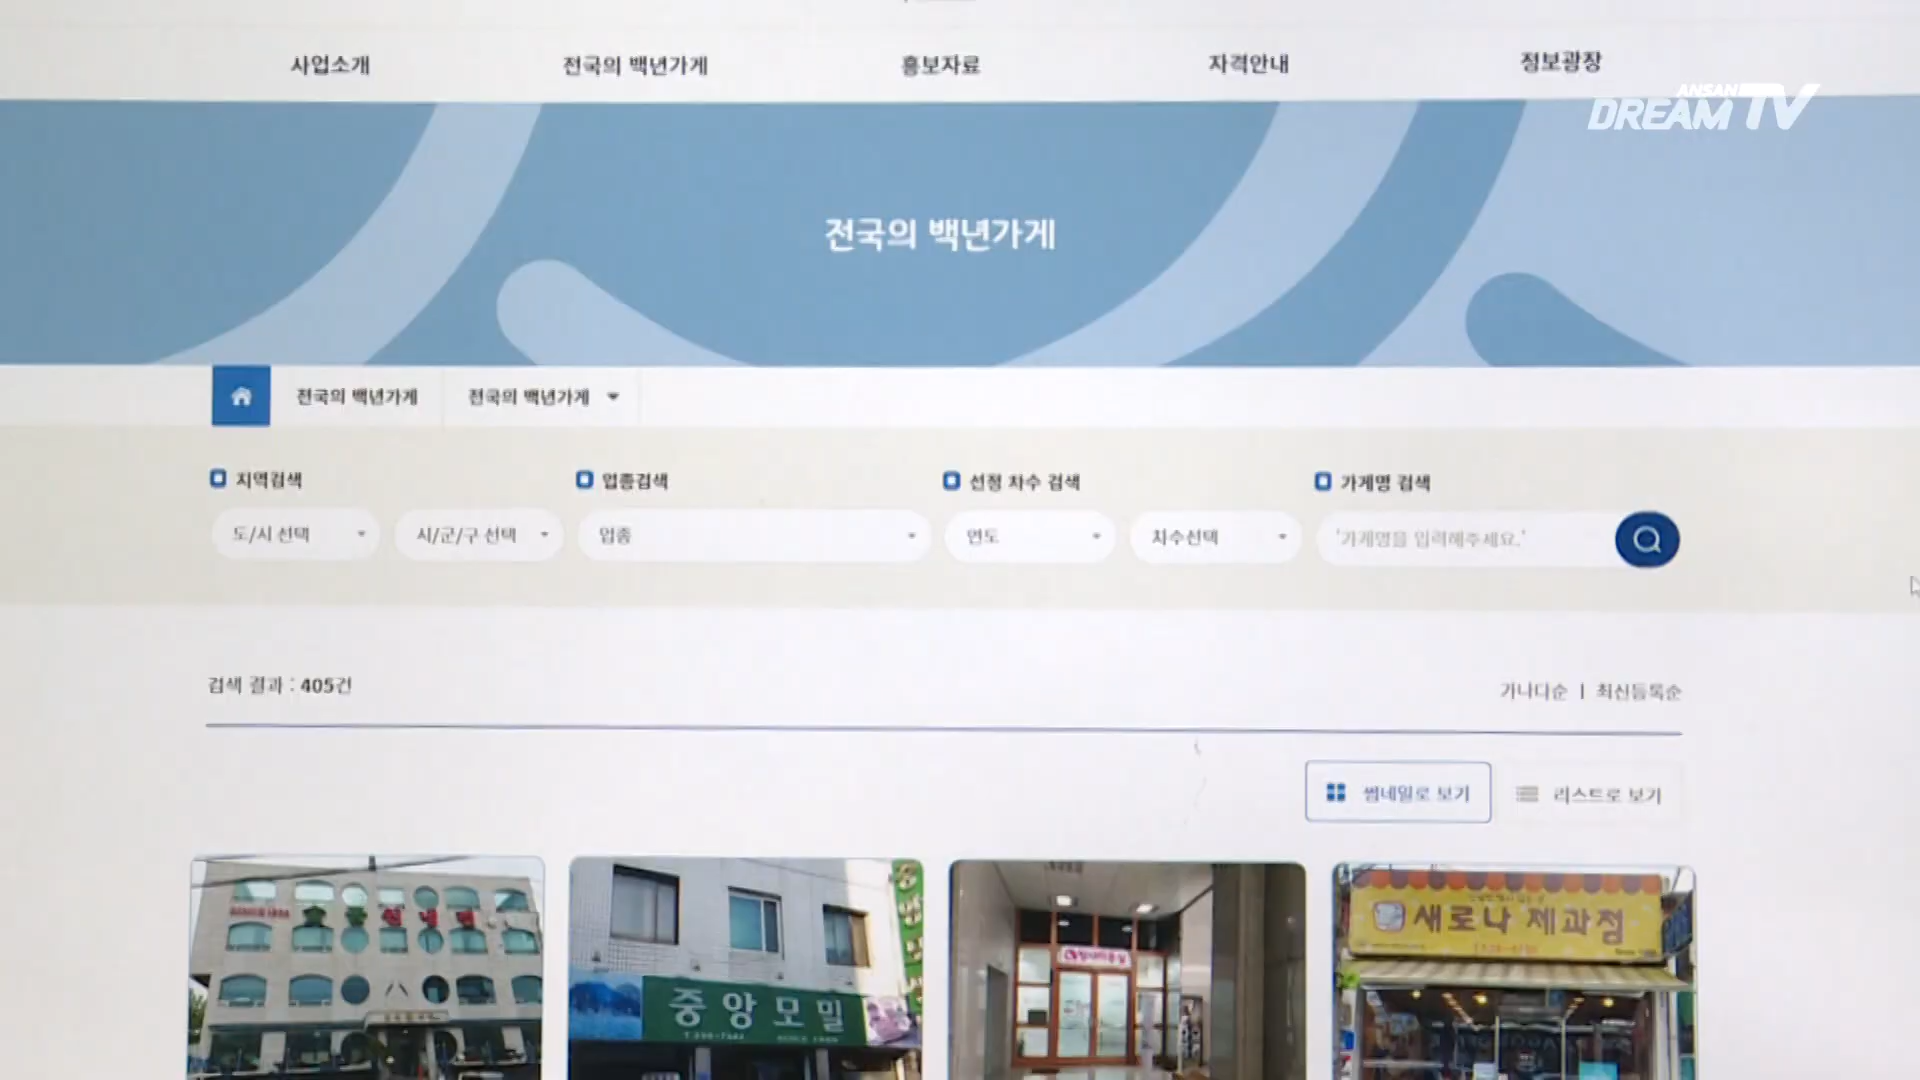 사업소개
전국의 백년가게
홍보자료
자격안내
정보광장
ANSAN
DREAM TV
전국의 백년가게
전국의 백년가게
전국의 백년가게
지역검색
업종검색
선정 차수 검색
가게명 검색
도/시 선택
시/군/구 선택
업종
연도
차수선택
'가게명을 입력해주세요.'
검색 결과 : 405건
가나다순 | 최신등록순
썸네일로 보기
리스트로 보기
중앙모밀
새로나 제과점